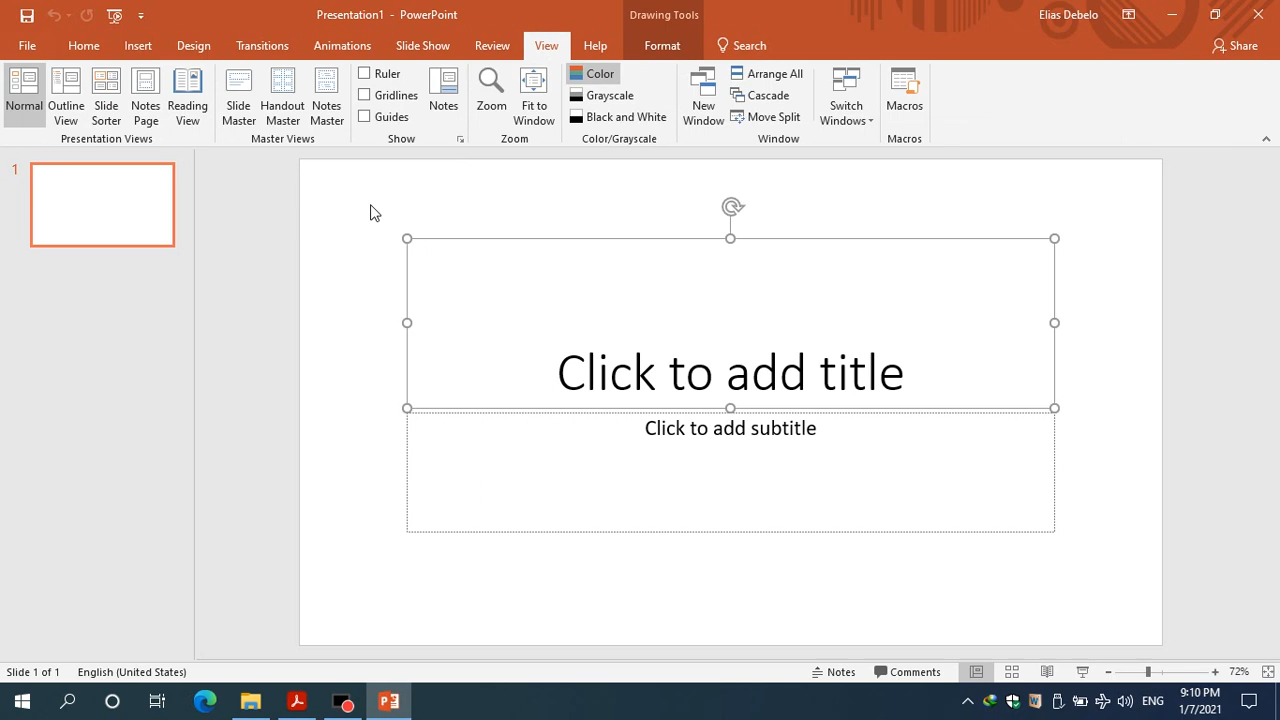 Presentation1 - PowerPoint
Drawing Tools
Elias Debelo
File
Home
Insert
Design
Transitions
Animations
Slide Show
Review
View
Help
Format
Search
Share
Normal
Outline View
Slide Sorter
Notes Page
Reading View
Presentation Views
Slide Master
Handout Master
Notes Master
Master Views
Ruler
Gridlines
Guides
Notes
Show
Zoom
Fit to Window
Zoom
Color
Grayscale
Black and White
Color/Grayscale
New Window
Arrange All
Cascade
Move Split
Switch Windows
Window
Macros
Macros
1
Click to add title
Click to add subtitle
Slide 1 of 1
English (United States)
Notes
Comments
72%
ENG
9:10 PM
1/7/2021